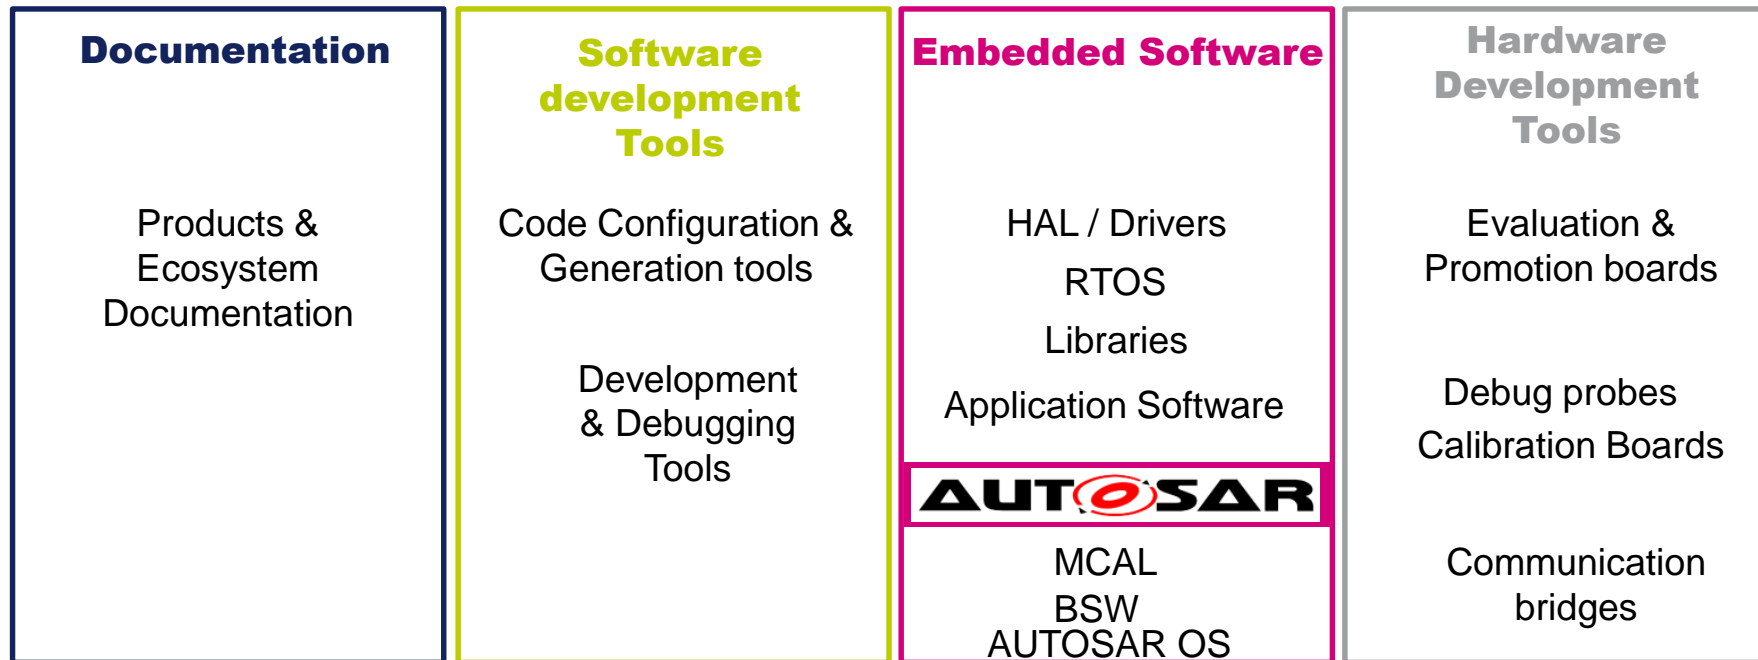 Documentation
Products &
Ecosystem
Documentation
Software
development
Tools
Code Configuration &
Generation tools
Development
& Debugging
Tools
Embedded Software
HAL / Drivers
RTOS
Libraries
Application Software
AUTOSAR
MCAL
BSW
AUTOSAR OS
Hardware
Development
Tools
Evaluation &
Promotion boards
Debug probes
Calibration Boards
Communication
bridges